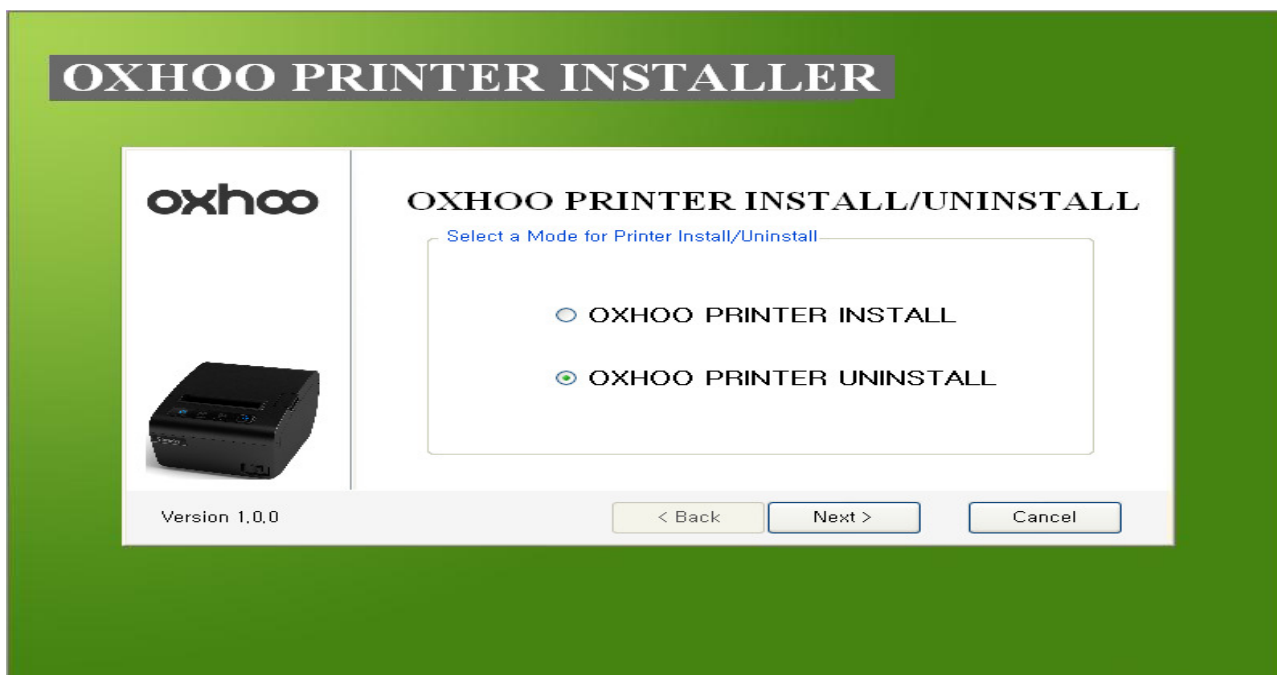 OXHOO PRINTER INSTALLER
oxhoo
OXHOO PRINTER INSTALL/UNINSTALL
Select a Mode for Printer Install/Uninstall
OXHOO PRINTER INSTALL
OXHOO PRINTER UNINSTALL
Version 1,0,0
< Back
Next >
Cancel